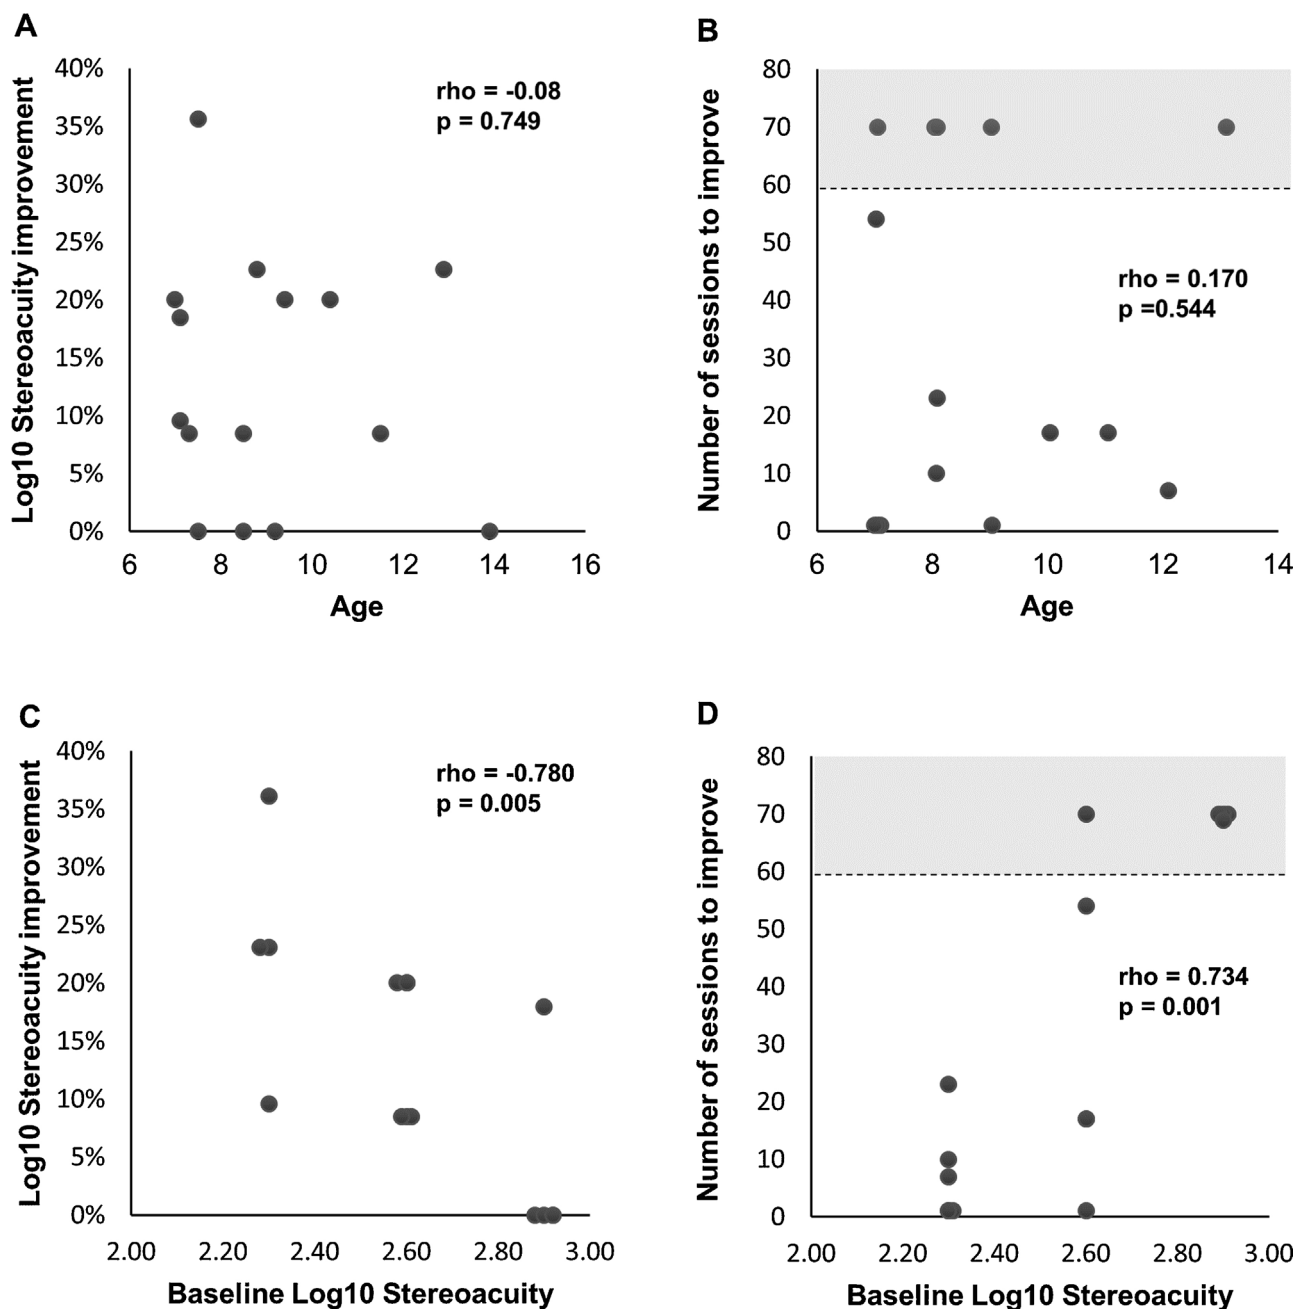 A
Log10 Stereoacuity improvement
40%
35%
30%
25%
20%
15%
10%
5%
0%
rho = -0.08
p = 0.749
6 8 10 12 14 16
Age
B
Number of sessions to improve
80
70
60
50
40
30
20
10
0
rho = 0.170
p =0.544
6 8 10 12 14
Age
C
Log10 Stereoacuity improvement
40%
35%
30%
25%
20%
15%
10%
5%
0%
rho = -0.780
p = 0.005
2.00 2.20 2.40 2.60 2.80 3.00
Baseline Log10 Stereoacuity
D
Number of sessions to improve
80
70
60
50
40
30
20
10
0
rho = 0.734
p = 0.001
2.00 2.20 2.40 2.60 2.80 3.00
Baseline Log10 Stereoacuity